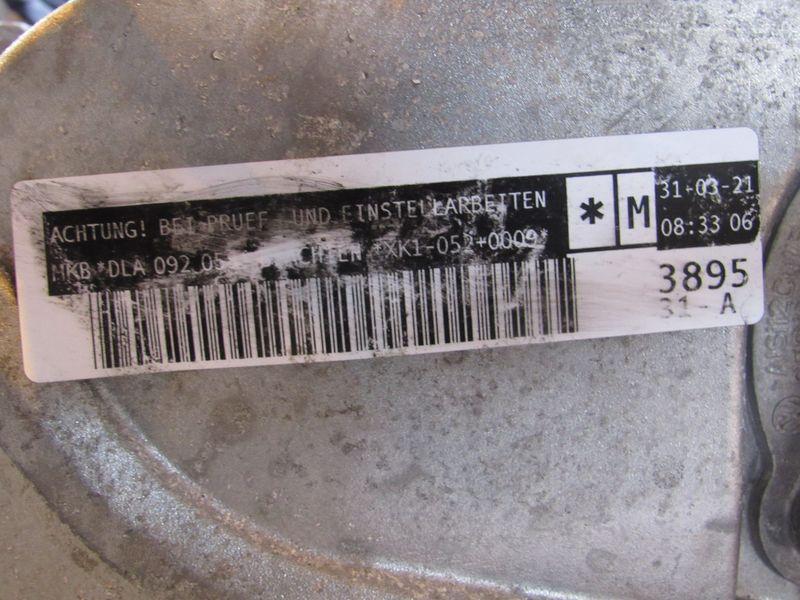 ACHTUNG! BEI PRUEF UND EINSTELLARBEITEN
MKB*DLA 092.05
* M
31-03-21
08:33 06
3895
31-A